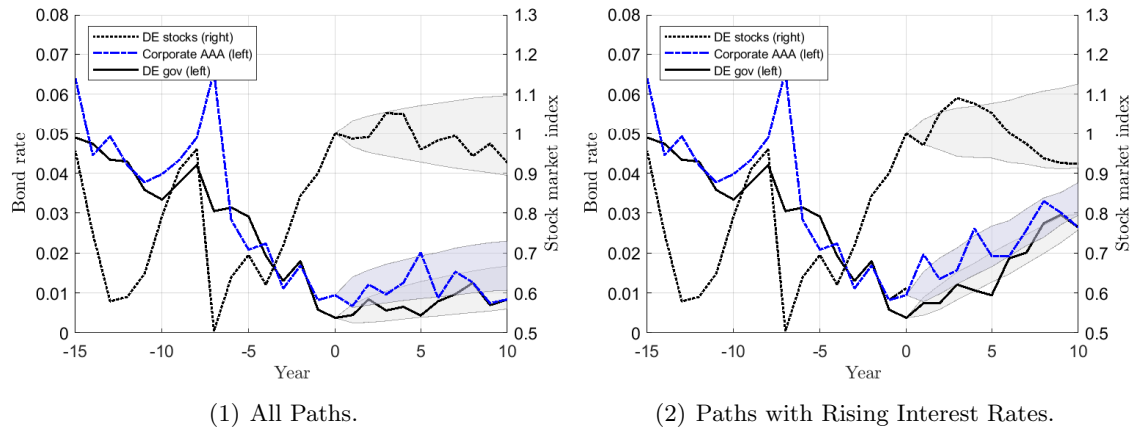 0.08
0.07
0.06
0.05
0.04
0.03
0.02
0.01
0
Bond rate
DE stocks (right)
Corporate AAA (left)
DE gov (left)
1.3
1.2
1.1
1
0.9
0.8
0.7
0.6
0.5
Stock market index
-15 -10 -5 0 5 10
Year
(1) All Paths.
0.08
0.07
0.06
0.05
0.04
0.03
0.02
0.01
0
Bond rate
DE stocks (right)
Corporate AAA (left)
DE gov (left)
1.3
1.2
1.1
1
0.9
0.8
0.7
0.6
0.5
Stock market index
-15 -10 -5 0 5 10
Year
(2) Paths with Rising Interest Rates.